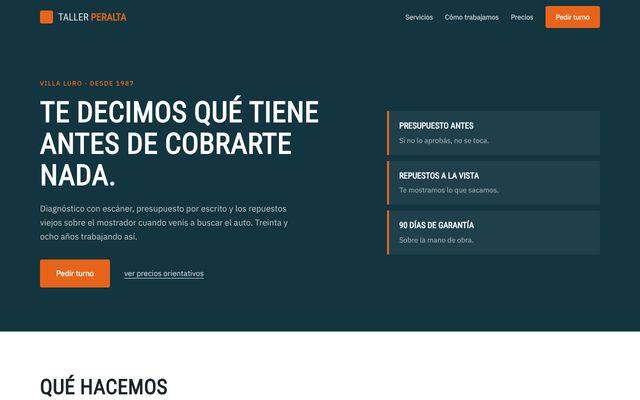 TALLER PERALTA
Servicios
Cómo trabajamos
Precios
Pedir turno
VILLA LURO · DESDE 1987
TE DECIMOS QUÉ TIENE
ANTES DE COBRARTE
NADA.
Diagnóstico con escáner, presupuesto por escrito y los repuestos
viejos sobre el mostrador cuando venís a buscar el auto. Treinta y
ocho años trabajando así.
Pedir turno
ver precios orientativos
PRESUPUESTO ANTES
Si no lo aprobás, no se toca.
REPUESTOS A LA VISTA
Te mostramos lo que sacamos.
90 DÍAS DE GARANTÍA
Sobre la mano de obra.
QUÉ HACEMOS